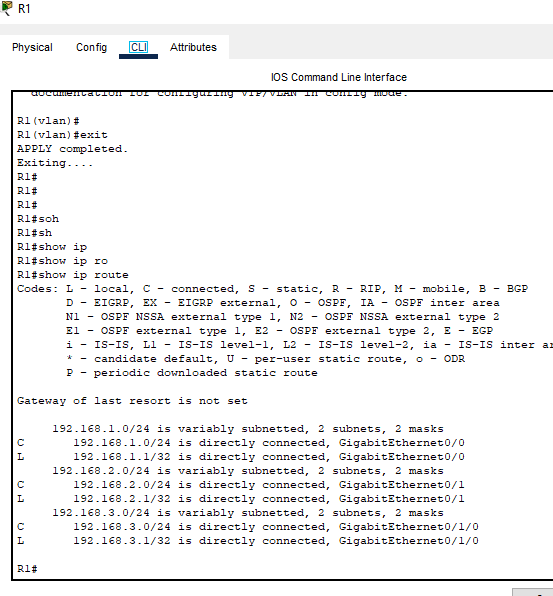 R1
Physical Config CLI Attributes
IOS Command Line Interface
documentation for configuring VTP/VLAN in config mode.
R1(vlan)#
R1(vlan)#exit
APPLY completed.
Exiting....
R1#
R1#
R1#
R1#soh
R1#sh
R1#show ip
R1#show ip ro
R1#show ip route
Codes: L - local, C - connected, S - static, R - RIP, M - mobile, B - BGP
D - EIGRP, EX - EIGRP external, O - OSPF, IA - OSPF inter area
N1 - OSPF NSSA external type 1, N2 - OSPF NSSA external type 2
E1 - OSPF external type 1, E2 - OSPF external type 2, E - EGP
i - IS-IS, L1 - IS-IS level-1, L2 - IS-IS level-2, ia - IS-IS inter ar
* - candidate default, U - per-user static route, o - ODR
P - periodic downloaded static route
Gateway of last resort is not set
192.168.1.0/24 is variably subnetted, 2 subnets, 2 masks
C 192.168.1.0/24 is directly connected, GigabitEthernet0/0
L 192.168.1.1/32 is directly connected, GigabitEthernet0/0
192.168.2.0/24 is variably subnetted, 2 subnets, 2 masks
C 192.168.2.0/24 is directly connected, GigabitEthernet0/1
L 192.168.2.1/32 is directly connected, GigabitEthernet0/1
192.168.3.0/24 is variably subnetted, 2 subnets, 2 masks
C 192.168.3.0/24 is directly connected, GigabitEthernet0/1/0
L 192.168.3.1/32 is directly connected, GigabitEthernet0/1/0
R1#